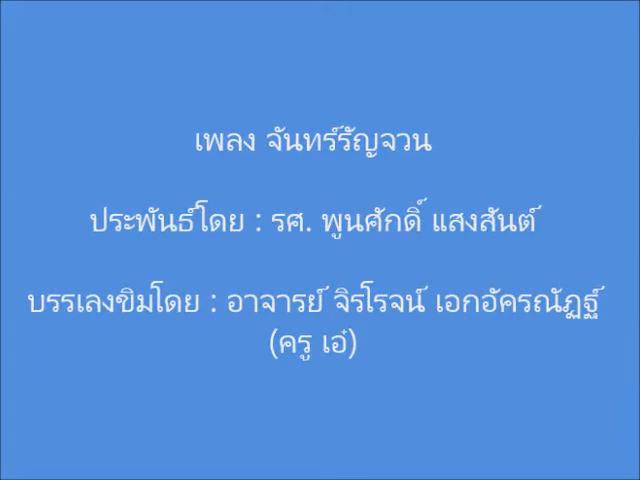 เพลง จันทร์รัญจวน
ประพันธ์โดย : รศ. พูนศักดิ์ แสงสันต์
บรรเลงขิมโดย : อาจารย์ จิรโรจน์ เอกอัครณัฏฐ์
(ครู เอ๋)